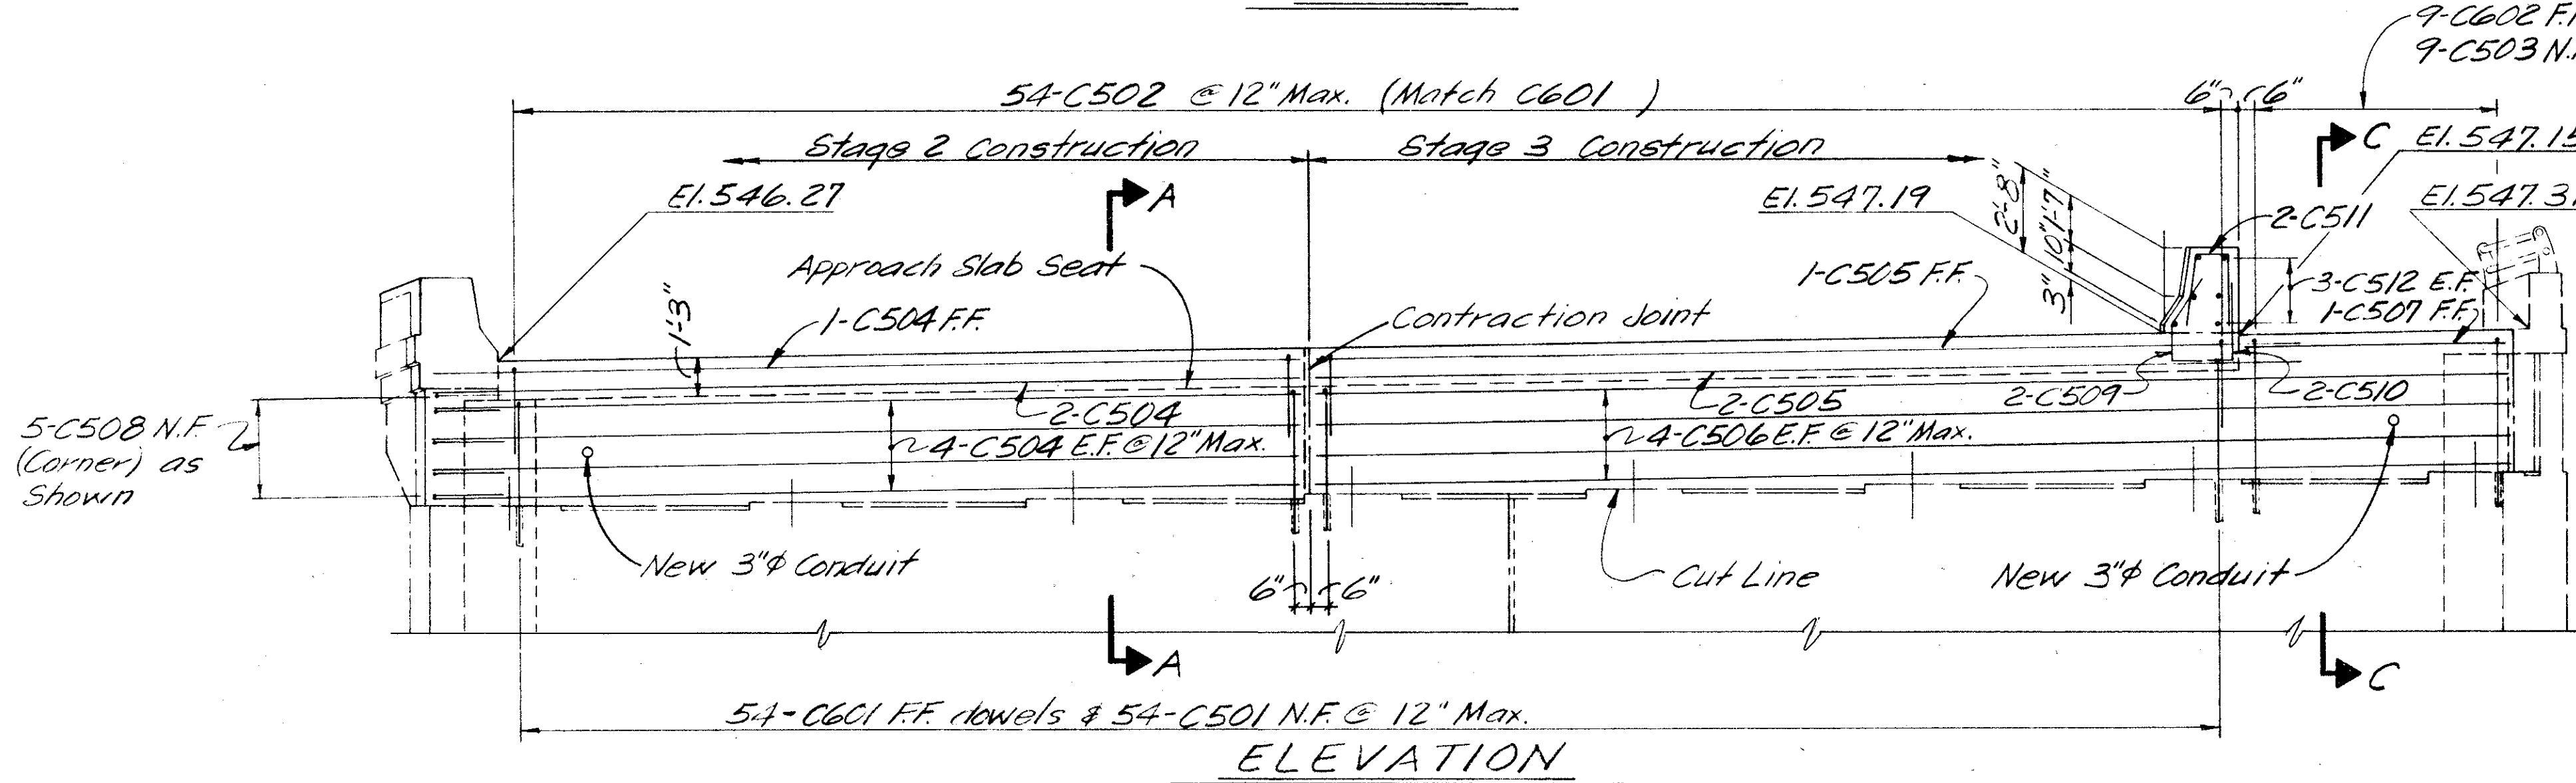 9-C602 F.
9-C503 N.
54-C502 @ 12" Max. (Match C601 )
6" 6"
Stage 2 Construction
Stage 3 Construction
C
El. 547.15
El. 546.27
A
El. 547.19
2'-8"
1'-7"
10"
3"
El. 547.3
2-C511
Approach Slab Seat
1-C505 F.F.
3-C512 E.F.
1-C507 F.F.
1'-3"
1-C504 F.F.
Contraction Joint
2-C504
2-C505
2-C509
2-C510
5-C508 N.F.
(Corner) as
Shown
4-C504 E.F. @ 12" Max.
4-C506 E.F. @ 12" Max.
New 3"φ Conduit
6" 6"
Cut Line
New 3"φ Conduit
A
C
54-C601 F.F. dowels & 54-C501 N.F. @ 12" Max.
ELEVATION